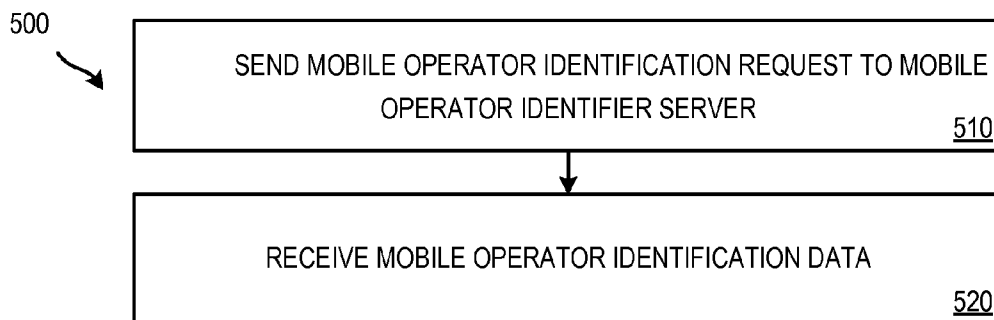 500
SEND MOBILE OPERATOR IDENTIFICATION REQUEST TO MOBILE
OPERATOR IDENTIFIER SERVER
510
RECEIVE MOBILE OPERATOR IDENTIFICATION DATA
520